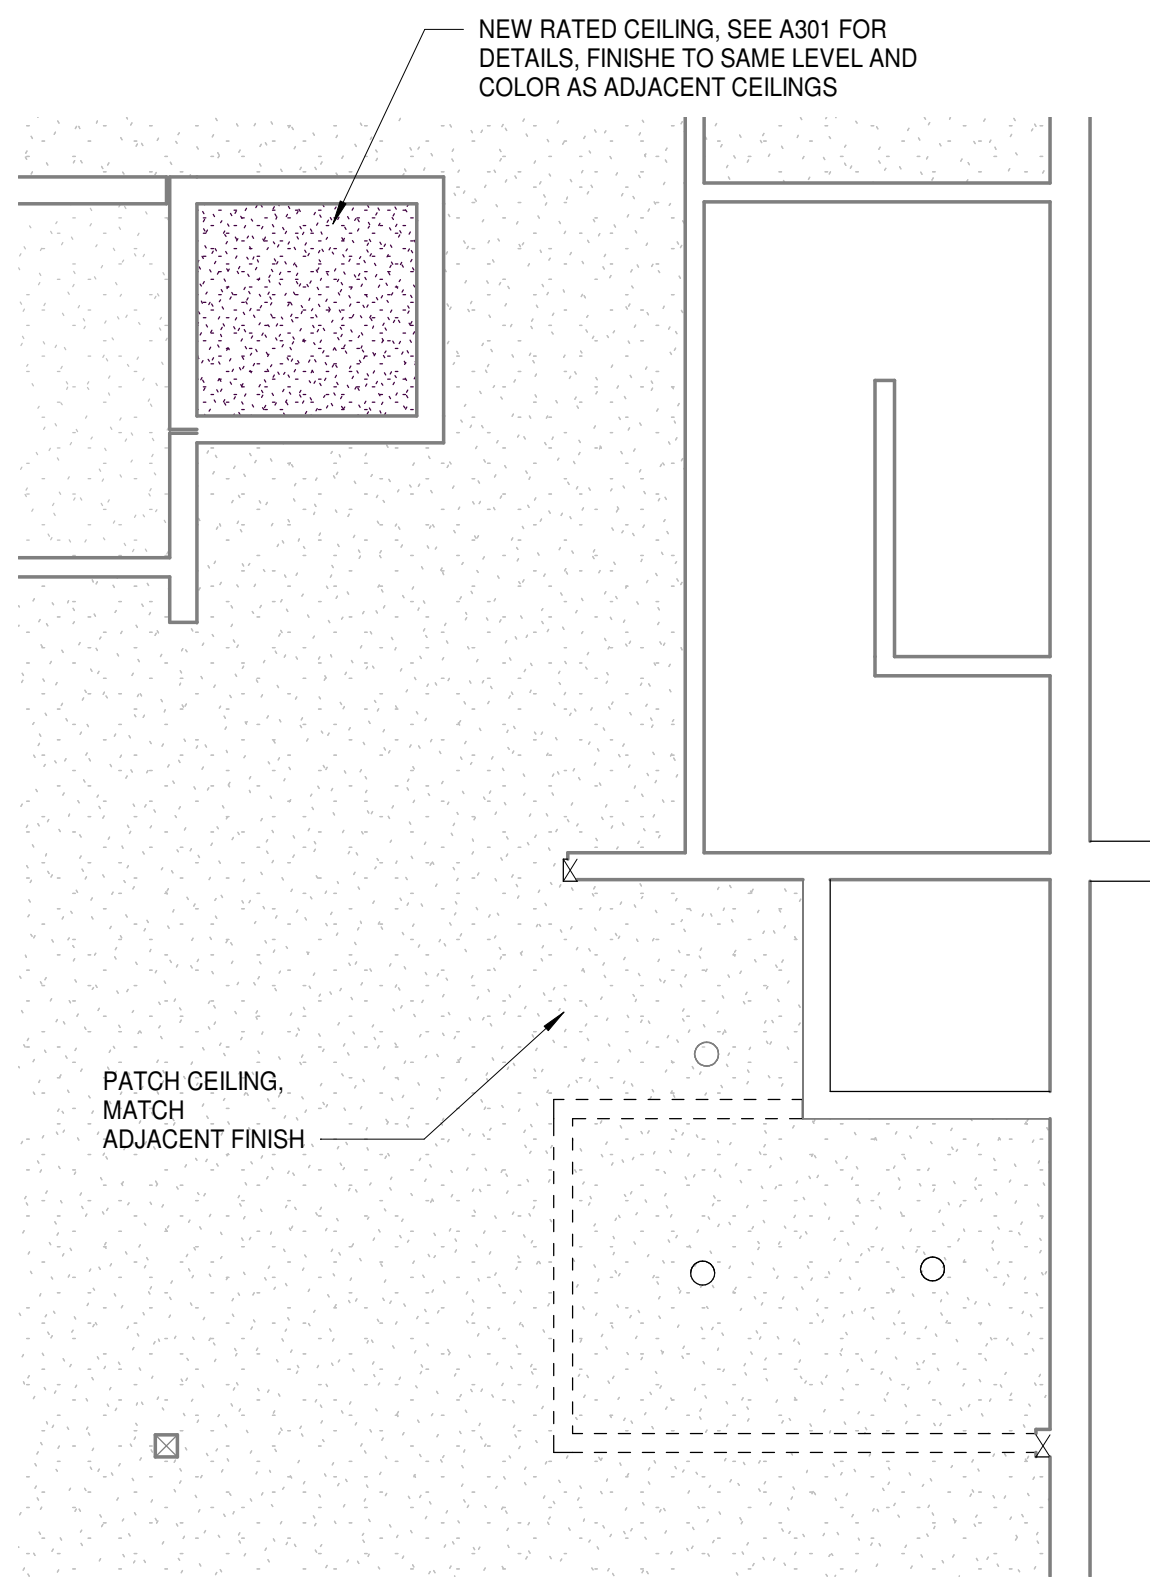 NEW RATED CEILING, SEE A301 FOR
DETAILS, FINISHE TO SAME LEVEL AND
COLOR AS ADJACENT CEILINGS
PATCH CEILING,
MATCH
ADJACENT FINISH